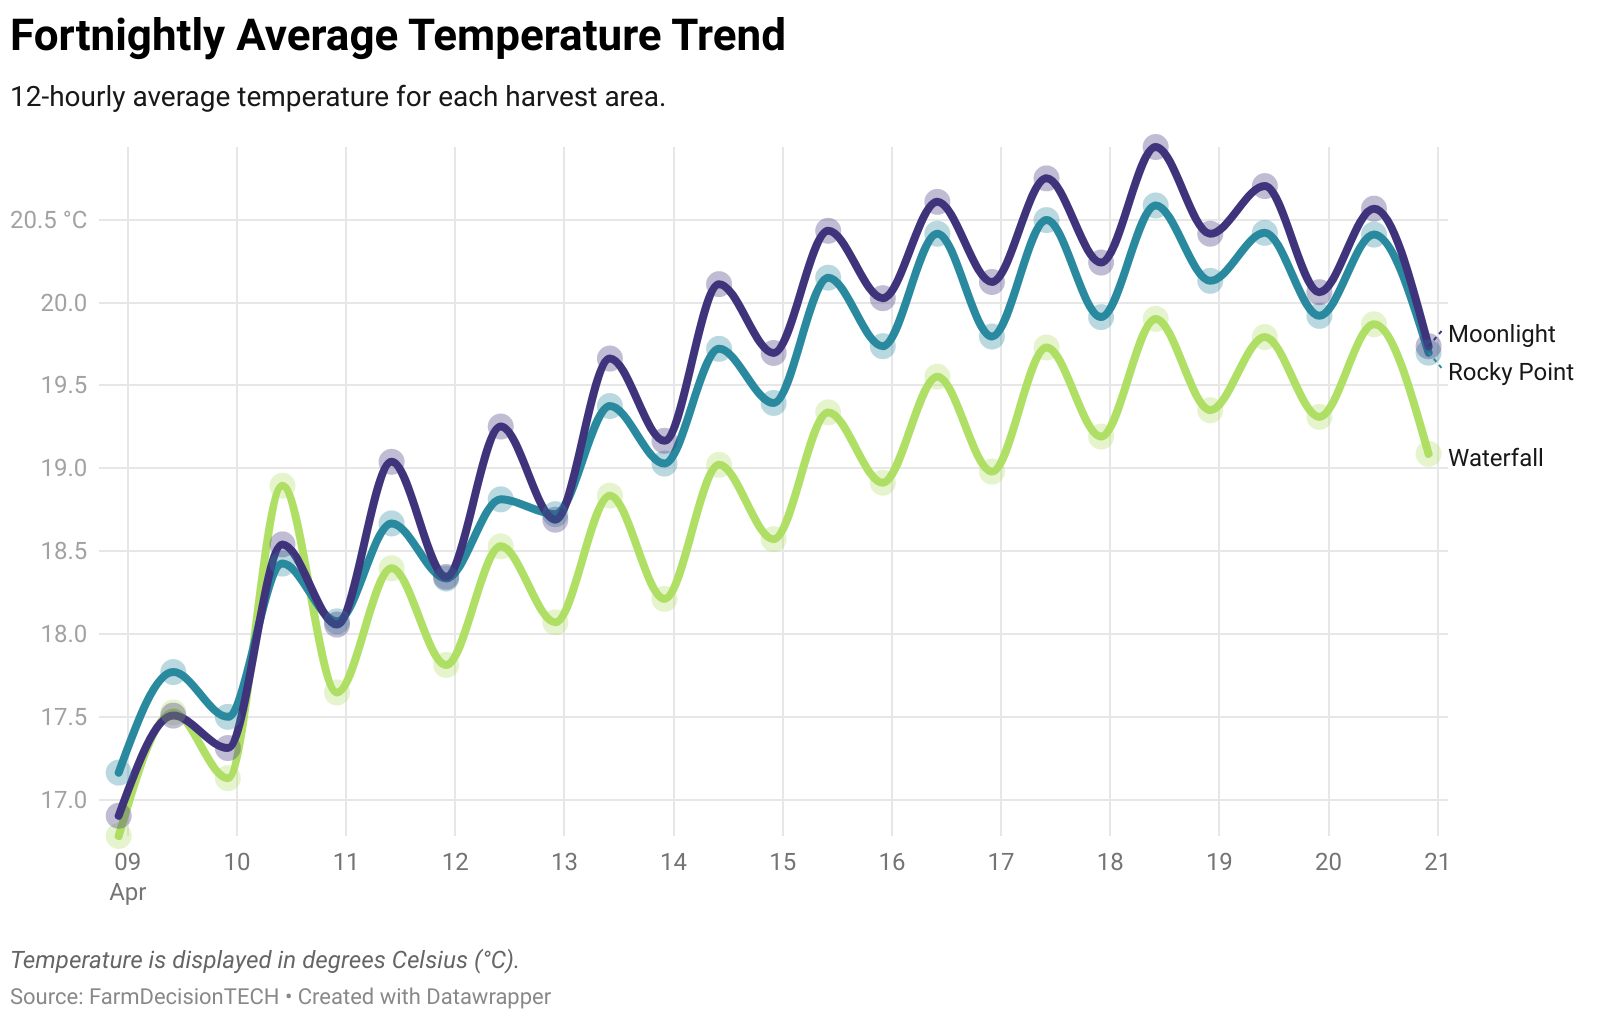 Fortnightly Average Temperature Trend
12-hourly average temperature for each harvest area.
20.5 °C
20.0
19.5
19.0
18.5
18.0
17.5
17.0
Moonlight
Rocky Point
Waterfall
09 10 11 12 13 14 15 16 17 18 19 20 21
Apr
Temperature is displayed in degrees Celsius (°C).
Source: FarmDecisionTECH • Created with Datawrapper